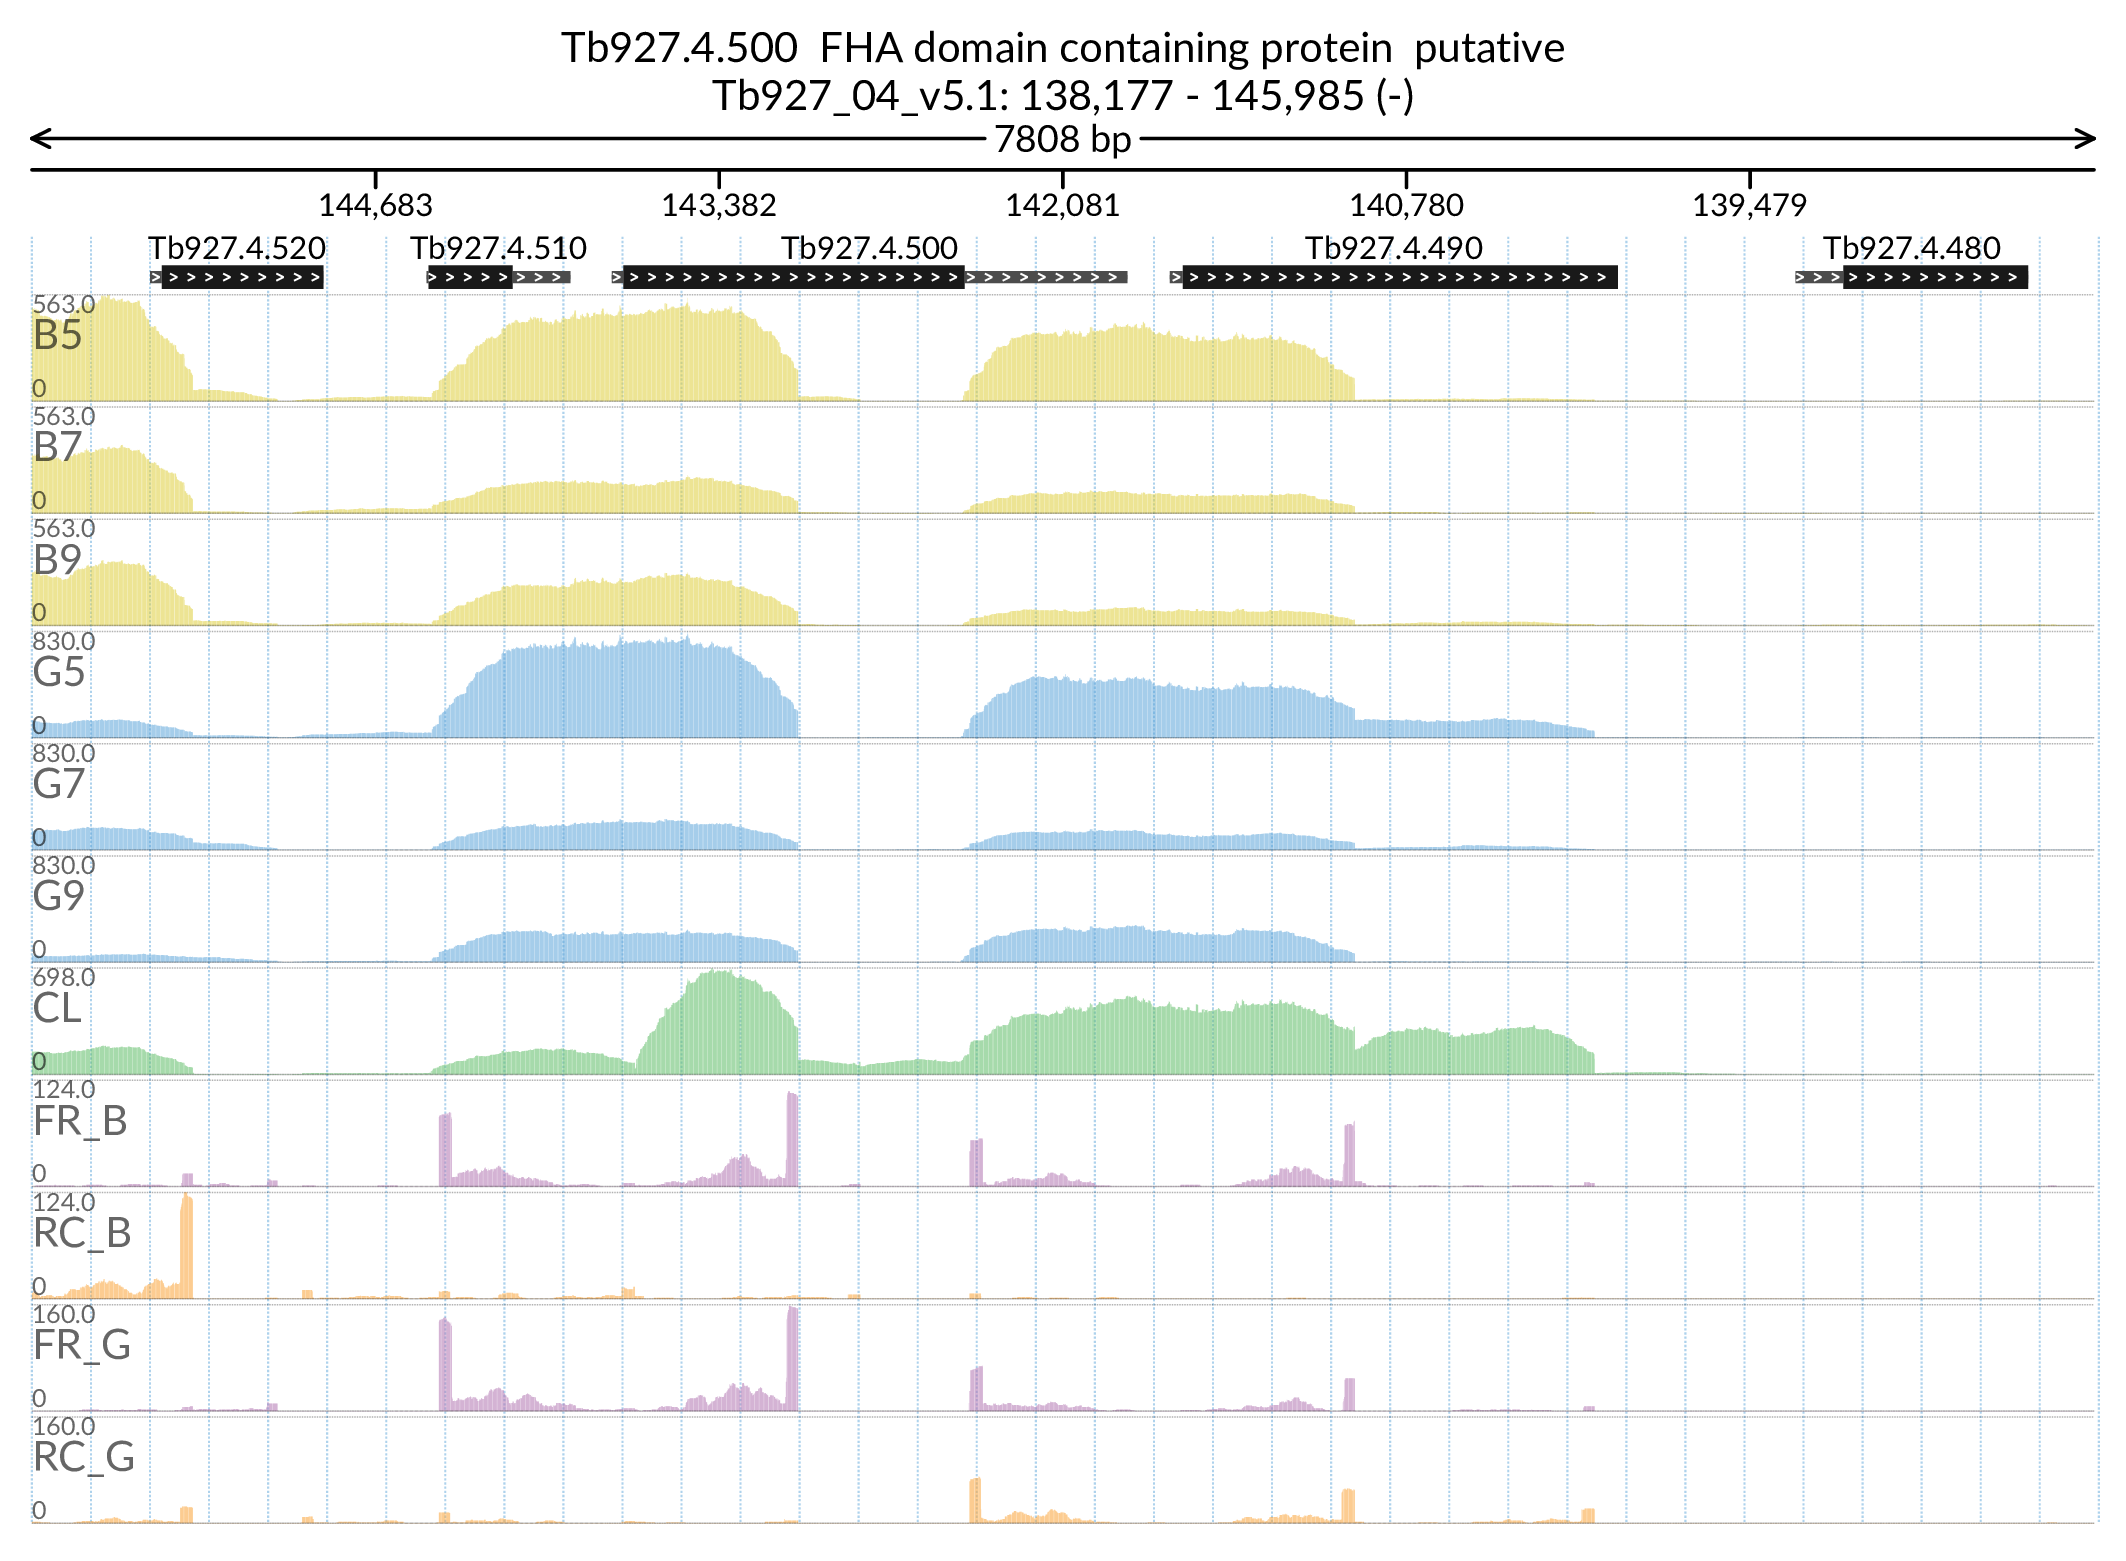 Tb927.4.500  FHA domain containing protein  putative
Tb927_04_v5.1: 138,177 - 145,985 (-)
7808 bp
144,683 143,382 142,081 140,780 139,479
Tb927.4.520 Tb927.4.510 Tb927.4.500 Tb927.4.490 Tb927.4.480
563.0
B5
0
563.0
B7
0
563.0
B9
0
830.0
G5
0
830.0
G7
0
830.0
G9
0
698.0
CL
0
124.0
FR_B
0
124.0
RC_B
0
160.0
FR_G
0
160.0
RC_G
0